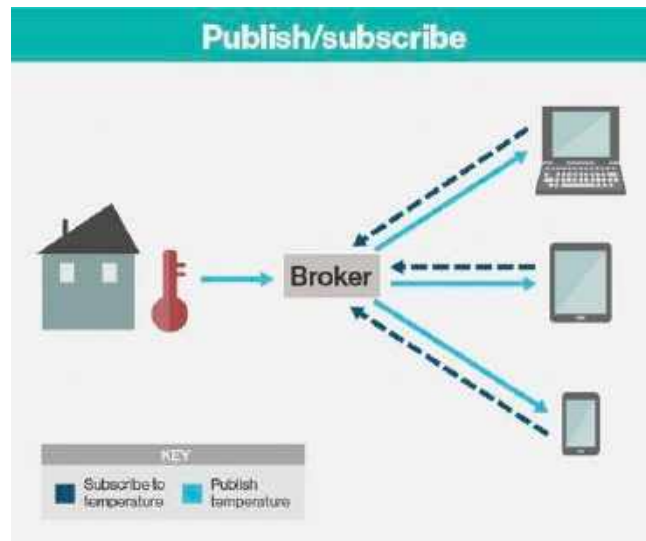 Publish/subscribe
Broker
KEY
Subscribe to
temperature
Publish
temperature